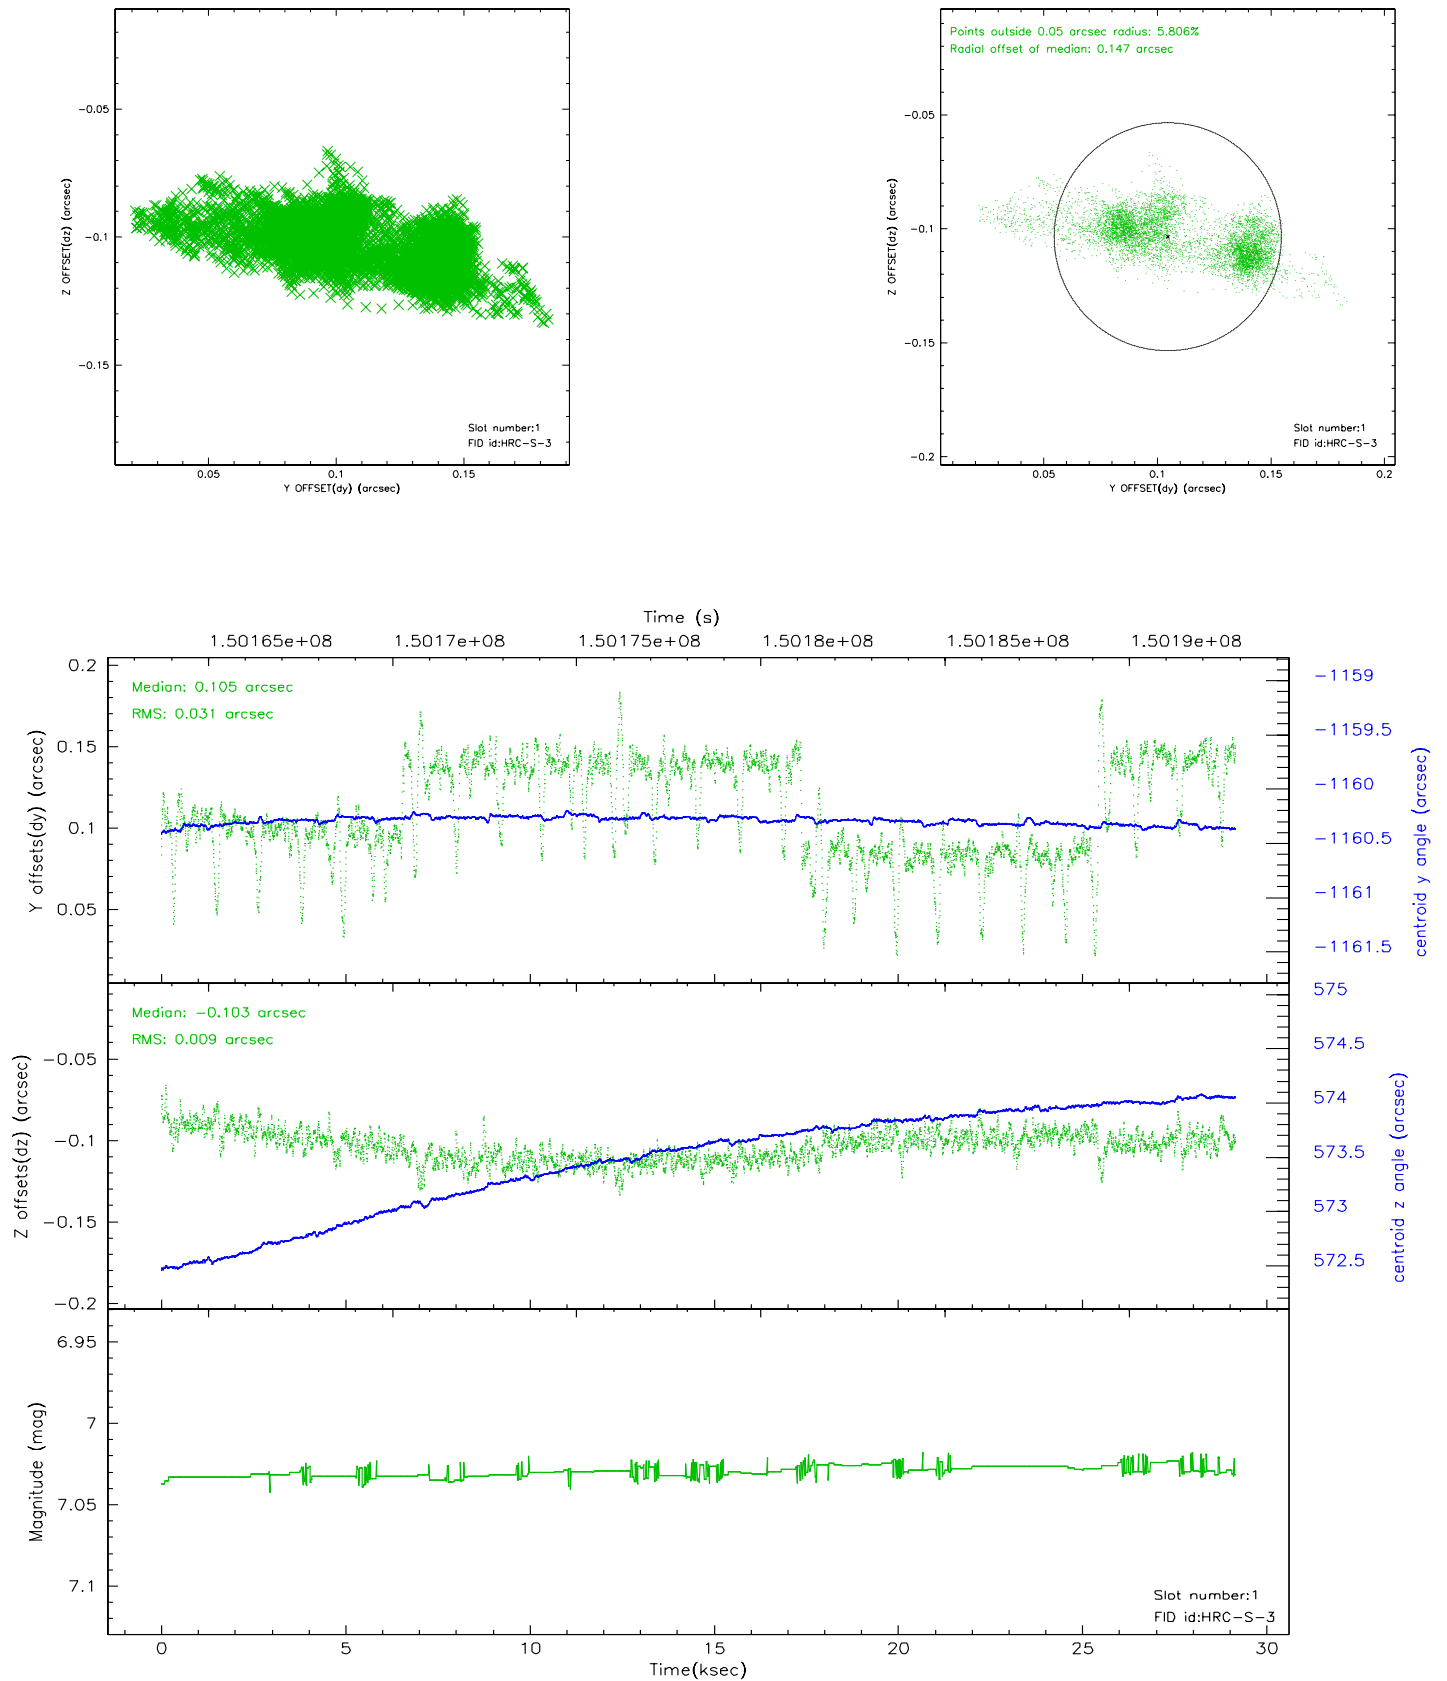 -0.05
-0.1
-0.15
Z OFFSET(dz) (arcsec)
Slot number:1
FID id:HRC-S-3
0.05 0.1 0.15
Y OFFSET(dy) (arcsec)
Points outside 0.05 arcsec radius: 5.806%
Radial offset of median: 0.147 arcsec
-0.05
-0.1
-0.15
-0.2
Z OFFSET(dz) (arcsec)
Slot number:1
FID id:HRC-S-3
0.05 0.1 0.15 0.2
Y OFFSET(dy) (arcsec)
Time (s)
1.50165e+08 1.5017e+08 1.50175e+08 1.5018e+08 1.50185e+08 1.5019e+08
Median: 0.105 arcsec
RMS: 0.031 arcsec
0.2
0.15
0.1
0.05
Y offsets(dy) (arcsec)
-1159
-1159.5
-1160
-1160.5
-1161
-1161.5
centroid y angle (arcsec)
Median: -0.103 arcsec
RMS: 0.009 arcsec
-0.05
-0.1
-0.15
-0.2
Z offsets(dz) (arcsec)
575
574.5
574
573.5
573
572.5
centroid z angle (arcsec)
6.95
7
7.05
7.1
Magnitude (mag)
Slot number:1
FID id:HRC-S-3
0 5 10 15 20 25 30
Time(ksec)